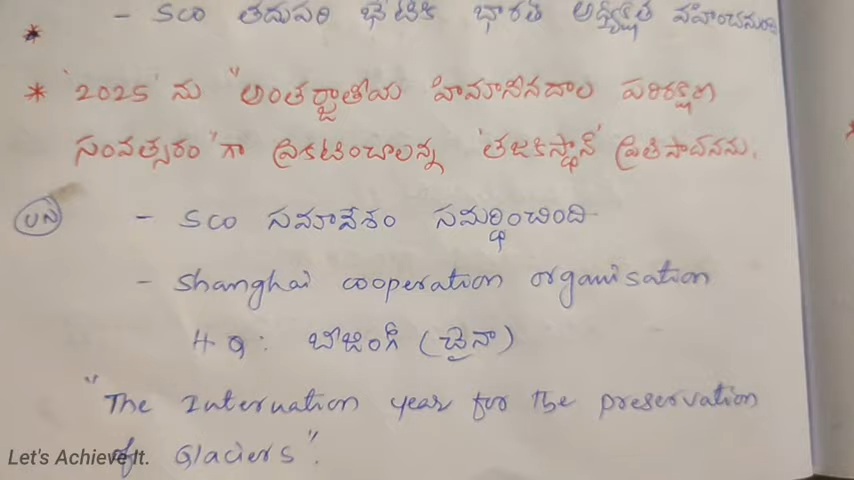 - SCO తదుపరి భేటికి భారత్ అధ్యక్షత వహించనుంది
* '2025' ను "అంతర్జాతీయ హిమానీనదాల పరిరక్షణ
సంవత్సరం"గా ప్రకటించాలన్న 'తజకిస్థాన్' ప్రతిపాదనను.
- SCO సమావేశం సమర్థించింది
- Shanghai cooperation organisation
HQ: బీజింగ్ (చైనా)
"The Internation year for the preservation
of Glaciers".
Let's Achieve It.